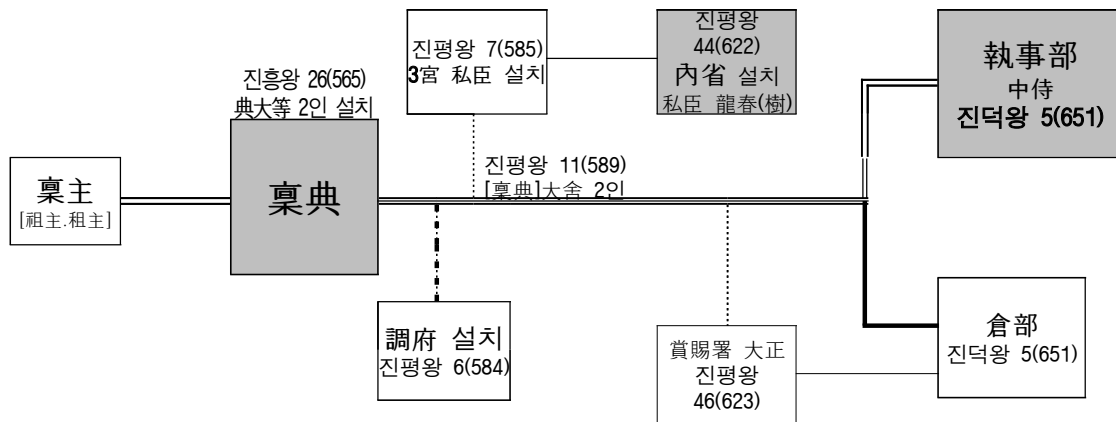 稟主
[祖主.租主]
진흥왕 26(565)
典大等 2인 설치
稟典
진평왕 7(585)
3宮 私臣 설치
진평왕
44(622)
內省 설치
私臣 龍春(樹)
執事部
中侍
진덕왕 5(651)
진평왕 11(589)
[稟典]大舍 2인
調府 설치
진평왕 6(584)
賞賜署 大正
진평왕
46(623)
倉部
진덕왕 5(651)